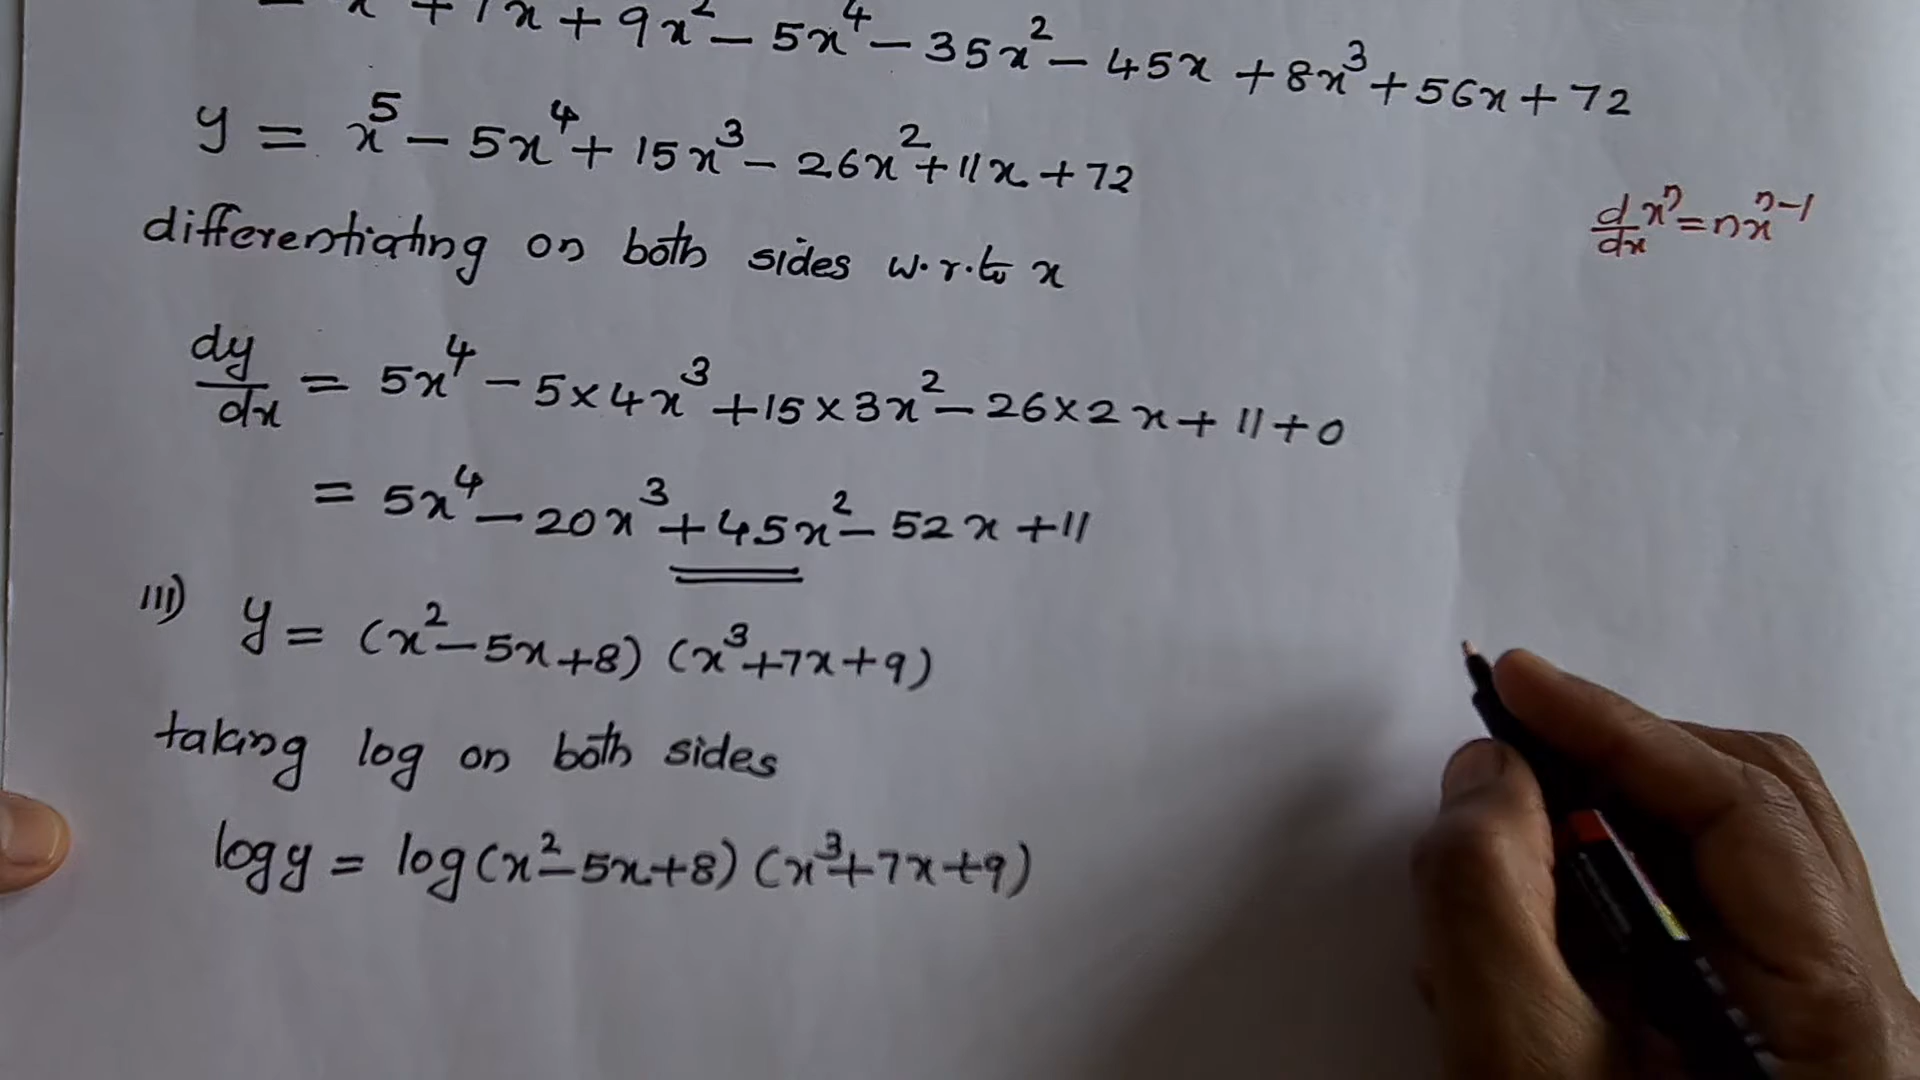 = x + 7x + 9x² - 5x⁴ - 35x² - 45x + 8x³ + 56x + 72
y = x⁵ - 5x⁴ + 15x³ - 26x² + 11x + 72
d/dx xⁿ = nxⁿ⁻¹
differentiating on both sides w.r.to x
dy/dx = 5x⁴ - 5×4x³ + 15×3x² - 26×2x + 11 + 0
= 5x⁴ - 20x³ + 45x² - 52x + 11
III) y = (x² - 5x + 8) (x³ + 7x + 9)
taking log on both sides
log y = log(x² - 5x + 8) (x³ + 7x + 9)